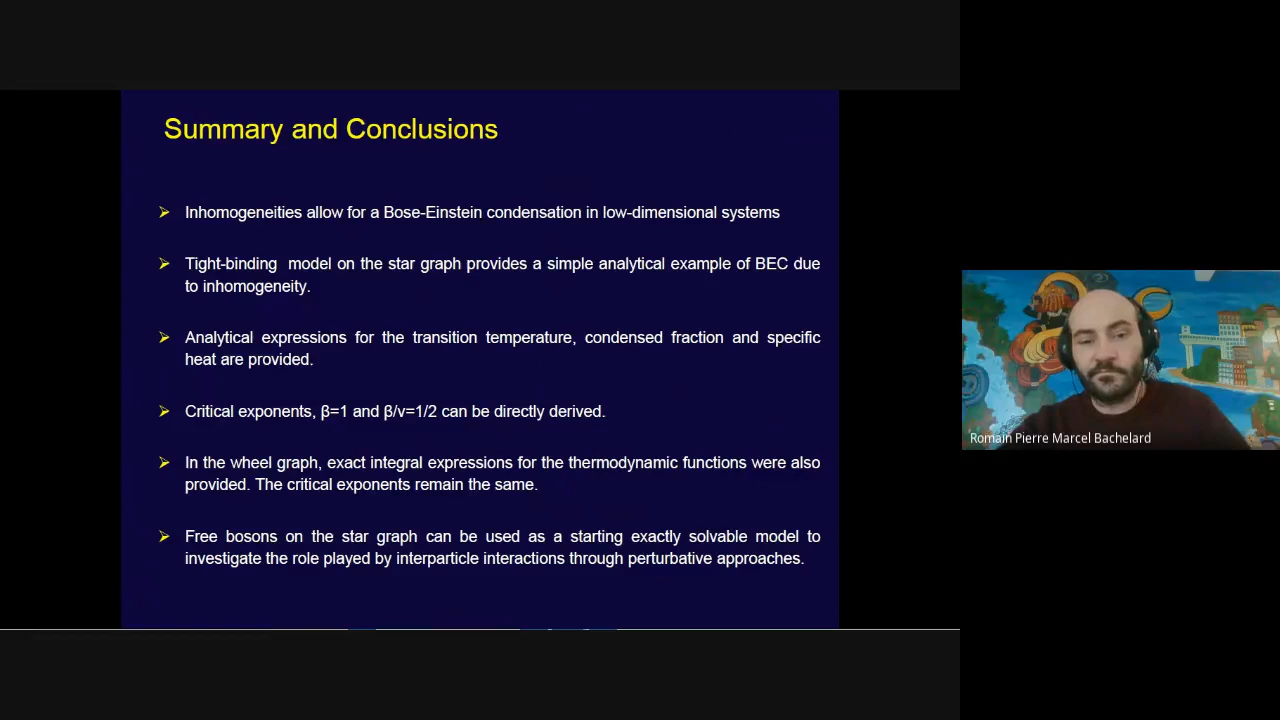 Summary and Conclusions
Inhomogeneities allow for a Bose-Einstein condensation in low-dimensional systems
Tight-binding model on the star graph provides a simple analytical example of BEC due
to inhomogeneity.
Analytical expressions for the transition temperature, condensed fraction and specific
heat are provided.
Critical exponents, β=1 and β/ν=1/2 can be directly derived.
In the wheel graph, exact integral expressions for the thermodynamic functions were also
provided. The critical exponents remain the same.
Free bosons on the star graph can be used as a starting exactly solvable model to
investigate the role played by interparticle interactions through perturbative approaches.
Romain Pierre Marcel Bachelard